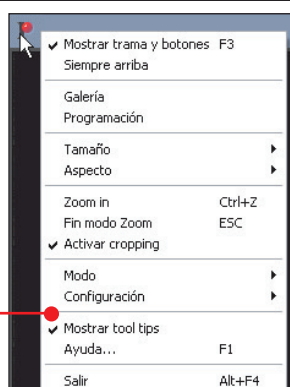 Mostrar trama y botones F3
Siempre arriba
Galería
Programación
Tamaño
Aspecto
Zoom in Ctrl+Z
Fin modo Zoom ESC
Activar cropping
Modo
Configuración
Mostrar tool tips
Ayuda... F1
Salir Alt+F4